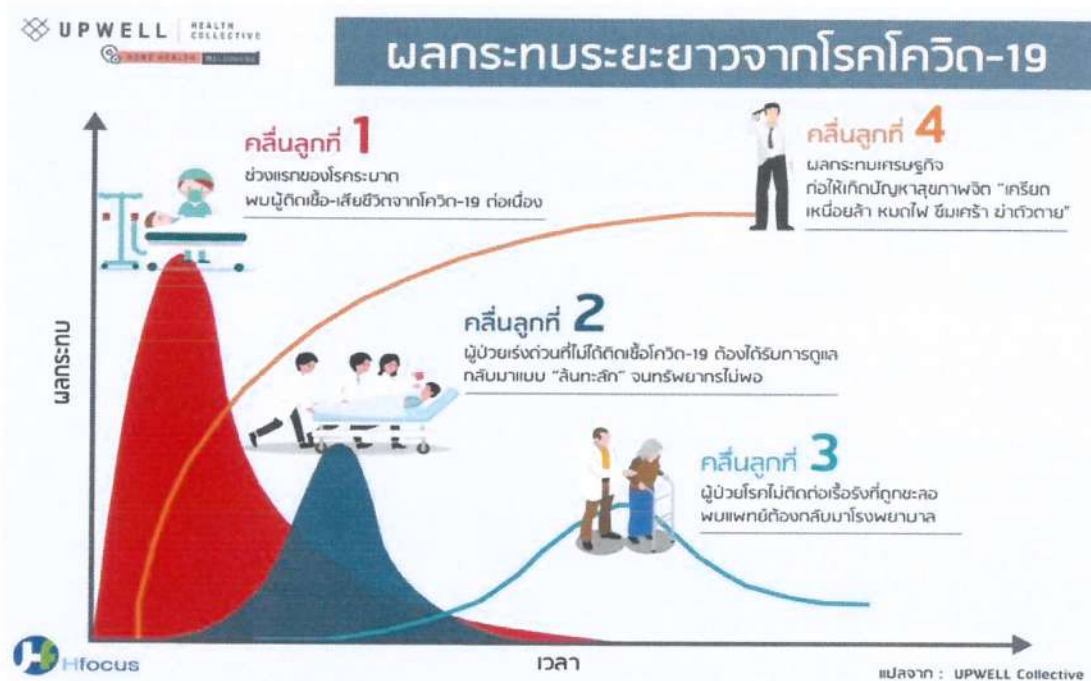 UPWELL
HEALTH
COLLECTIVE
HOME HEALTH
ผลกระทบระยะยาวจากโรคโควิด-19
คลื่นลูกที่ 1
ช่วงแรกของโรคระบาด
พบผู้ติดเชื้อ-เสียชีวิตจากโควิด-19 ต่อเนื่อง
คลื่นลูกที่ 4
ผลกระทบเศรษฐกิจ
ก่อให้เกิดปัญหาสุขภาพจิต "เครียด
เหนื่อยล้า หมดไฟ ซึมเศร้า ฆ่าตัวตาย"
คลื่นลูกที่ 2
ผู้ป่วยเร่งด่วนที่ไม่ได้ติดเชื้อโควิด-19 ต้องได้รับการดูแล
กลับมาแบบ "ล้นทะลัก" จนทรัพยากรไม่พอ
ผลกระทบ
คลื่นลูกที่ 3
ผู้ป่วยโรคไม่ติดต่อเรื้อรังที่ถูกชะลอ
พบแพทย์ต้องกลับมาโรงพยาบาล
Hfocus
เวลา
แปลจาก : UPWELL Collective